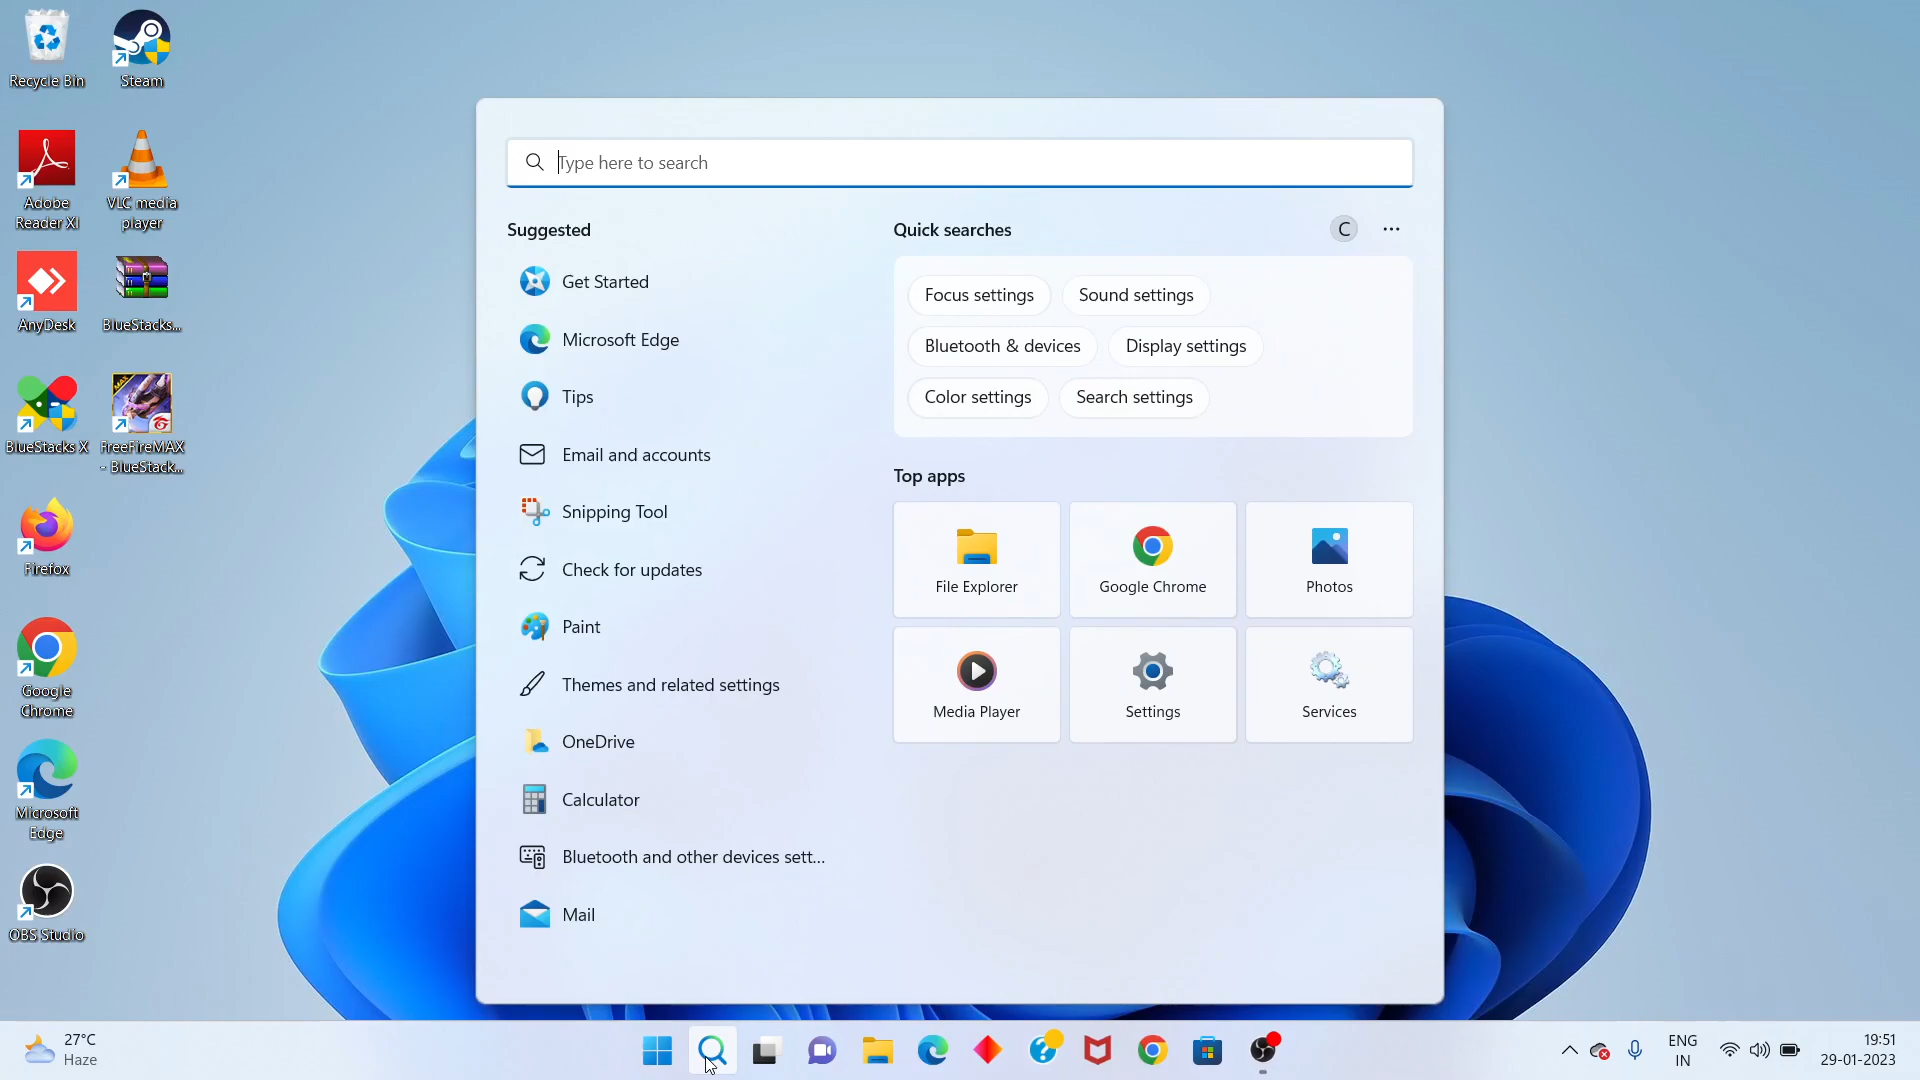 Recycle Bin
Steam
Adobe
Reader XI
VLC media
player
AnyDesk
BlueStacks...
BlueStacks X
MAX
FreeFireMAX
- BlueStack...
Firefox
Google
Chrome
Microsoft
Edge
OBS Studio
Type here to search
Suggested
Get Started
Microsoft Edge
Tips
Email and accounts
Snipping Tool
Check for updates
Paint
Themes and related settings
OneDrive
Calculator
Bluetooth and other devices sett...
Mail
Quick searches
C
Focus settings
Sound settings
Bluetooth & devices
Display settings
Color settings
Search settings
Top apps
File Explorer
Google Chrome
Photos
Media Player
Settings
Services
27°C
Haze
ENG
IN
19:51
29-01-2023